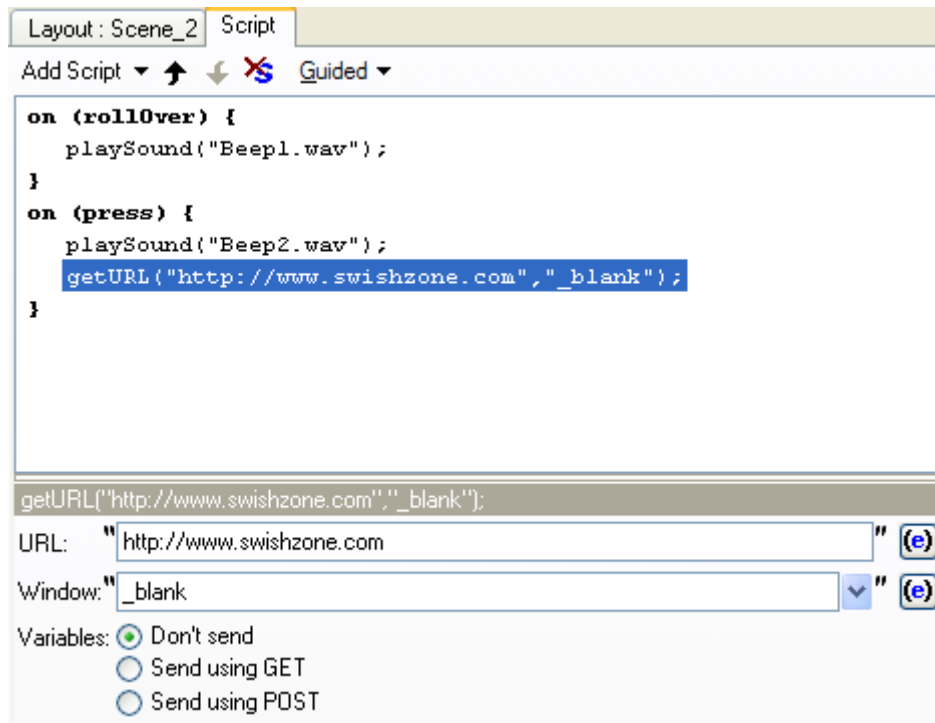 Layout : Scene_2 Script
Add Script Guided
on (rollOver) {
playSound("Beep1.wav");
}
on (press) {
playSound("Beep2.wav");
getURL("http://www.swishzone.com","_blank");
}
getURL("http://www.swishzone.com","_blank");
URL: "http://www.swishzone.com" (e)
Window:"_blank" (e)
Variables: Don't send
Send using GET
Send using POST